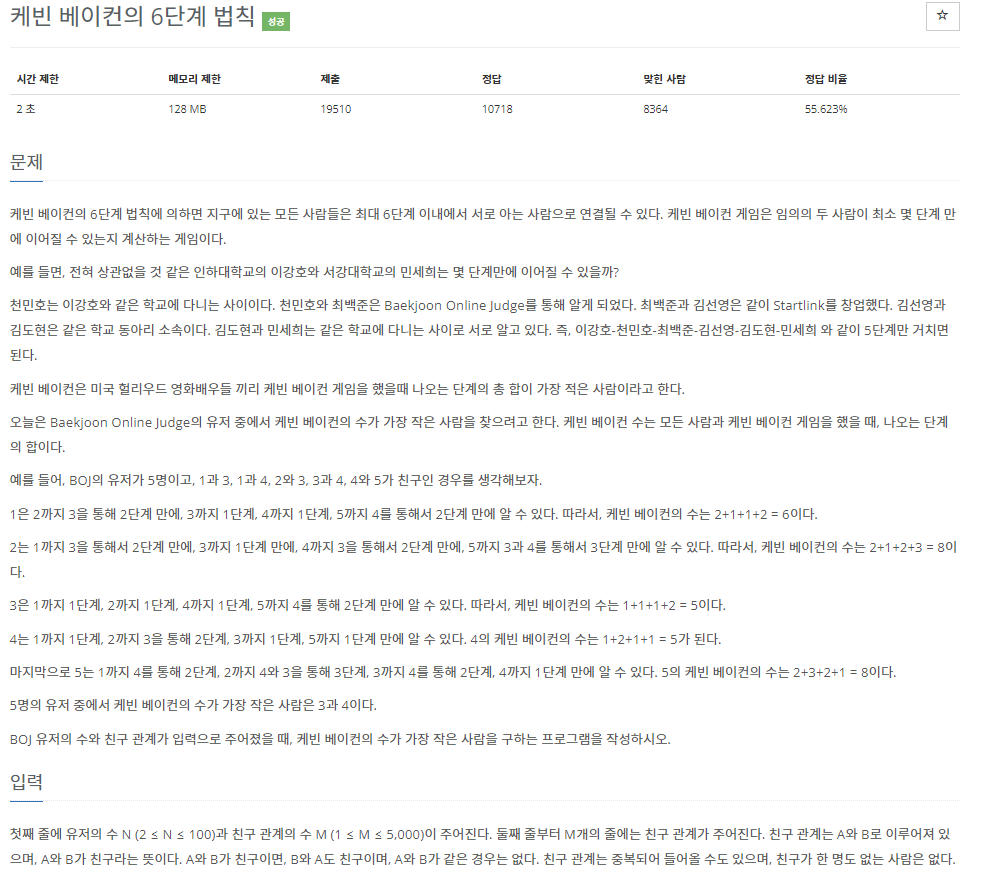 케빈 베이컨의 6단계 법칙 성공
☆
시간 제한 메모리 제한 제출 정답 맞힌 사람 정답 비율
2 초 128 MB 19510 10718 8364 55.623%
문제
케빈 베이컨의 6단계 법칙에 의하면 지구에 있는 모든 사람들은 최대 6단계 이내에서 서로 아는 사람으로 연결될 수 있다. 케빈 베이컨 게임은 임의의 두 사람이 최소 몇 단계 만
에 이어질 수 있는지 계산하는 게임이다.
예를 들면, 전혀 상관없을 것 같은 인하대학교의 이강호와 서강대학교의 민세희는 몇 단계만에 이어질 수 있을까?
천민호는 이강호와 같은 학교에 다니는 사이이다. 천민호와 최백준은 Baekjoon Online Judge를 통해 알게 되었다. 최백준과 김선영은 같이 Startlink를 창업했다. 김선영과
김도현은 같은 학교 동아리 소속이다. 김도현과 민세희는 같은 학교에 다니는 사이로 서로 알고 있다. 즉, 이강호-천민호-최백준-김선영-김도현-민세희 와 같이 5단계만 거치면
된다.
케빈 베이컨은 미국 헐리우드 영화배우들 끼리 케빈 베이컨 게임을 했을때 나오는 단계의 총 합이 가장 적은 사람이라고 한다.
오늘은 Baekjoon Online Judge의 유저 중에서 케빈 베이컨의 수가 가장 작은 사람을 찾으려고 한다. 케빈 베이컨 수는 모든 사람과 케빈 베이컨 게임을 했을 때, 나오는 단계
의 합이다.
예를 들어, BOJ의 유저가 5명이고, 1과 3, 1과 4, 2와 3, 3과 4, 4와 5가 친구인 경우를 생각해보자.
1은 2까지 3을 통해 2단계 만에, 3까지 1단계, 4까지 1단계, 5까지 4를 통해서 2단계 만에 알 수 있다. 따라서, 케빈 베이컨의 수는 2+1+1+2 = 6이다.
2는 1까지 3을 통해서 2단계 만에, 3까지 1단계 만에, 4까지 3을 통해서 2단계 만에, 5까지 3과 4를 통해서 3단계 만에 알 수 있다. 따라서, 케빈 베이컨의 수는 2+1+2+3 = 8이
다.
3은 1까지 1단계, 2까지 1단계, 4까지 1단계, 5까지 4를 통해 2단계 만에 알 수 있다. 따라서, 케빈 베이컨의 수는 1+1+1+2 = 5이다.
4는 1까지 1단계, 2까지 3을 통해 2단계, 3까지 1단계, 5까지 1단계 만에 알 수 있다. 4의 케빈 베이컨의 수는 1+2+1+1 = 5가 된다.
마지막으로 5는 1까지 4를 통해 2단계, 2까지 4와 3을 통해 3단계, 3까지 4를 통해 2단계, 4까지 1단계 만에 알 수 있다. 5의 케빈 베이컨의 수는 2+3+2+1 = 8이다.
5명의 유저 중에서 케빈 베이컨의 수가 가장 작은 사람은 3과 4이다.
BOJ 유저의 수와 친구 관계가 입력으로 주어졌을 때, 케빈 베이컨의 수가 가장 작은 사람을 구하는 프로그램을 작성하시오.
입력
첫째 줄에 유저의 수 N (2 ≤ N ≤ 100)과 친구 관계의 수 M (1 ≤ M ≤ 5,000)이 주어진다. 둘째 줄부터 M개의 줄에는 친구 관계가 주어진다. 친구 관계는 A와 B로 이루어져 있
으며, A와 B가 친구라는 뜻이다. A와 B가 친구이면, B와 A도 친구이며, A와 B가 같은 경우는 없다. 친구 관계는 중복되어 들어올 수도 있으며, 친구가 한 명도 없는 사람은 없다.